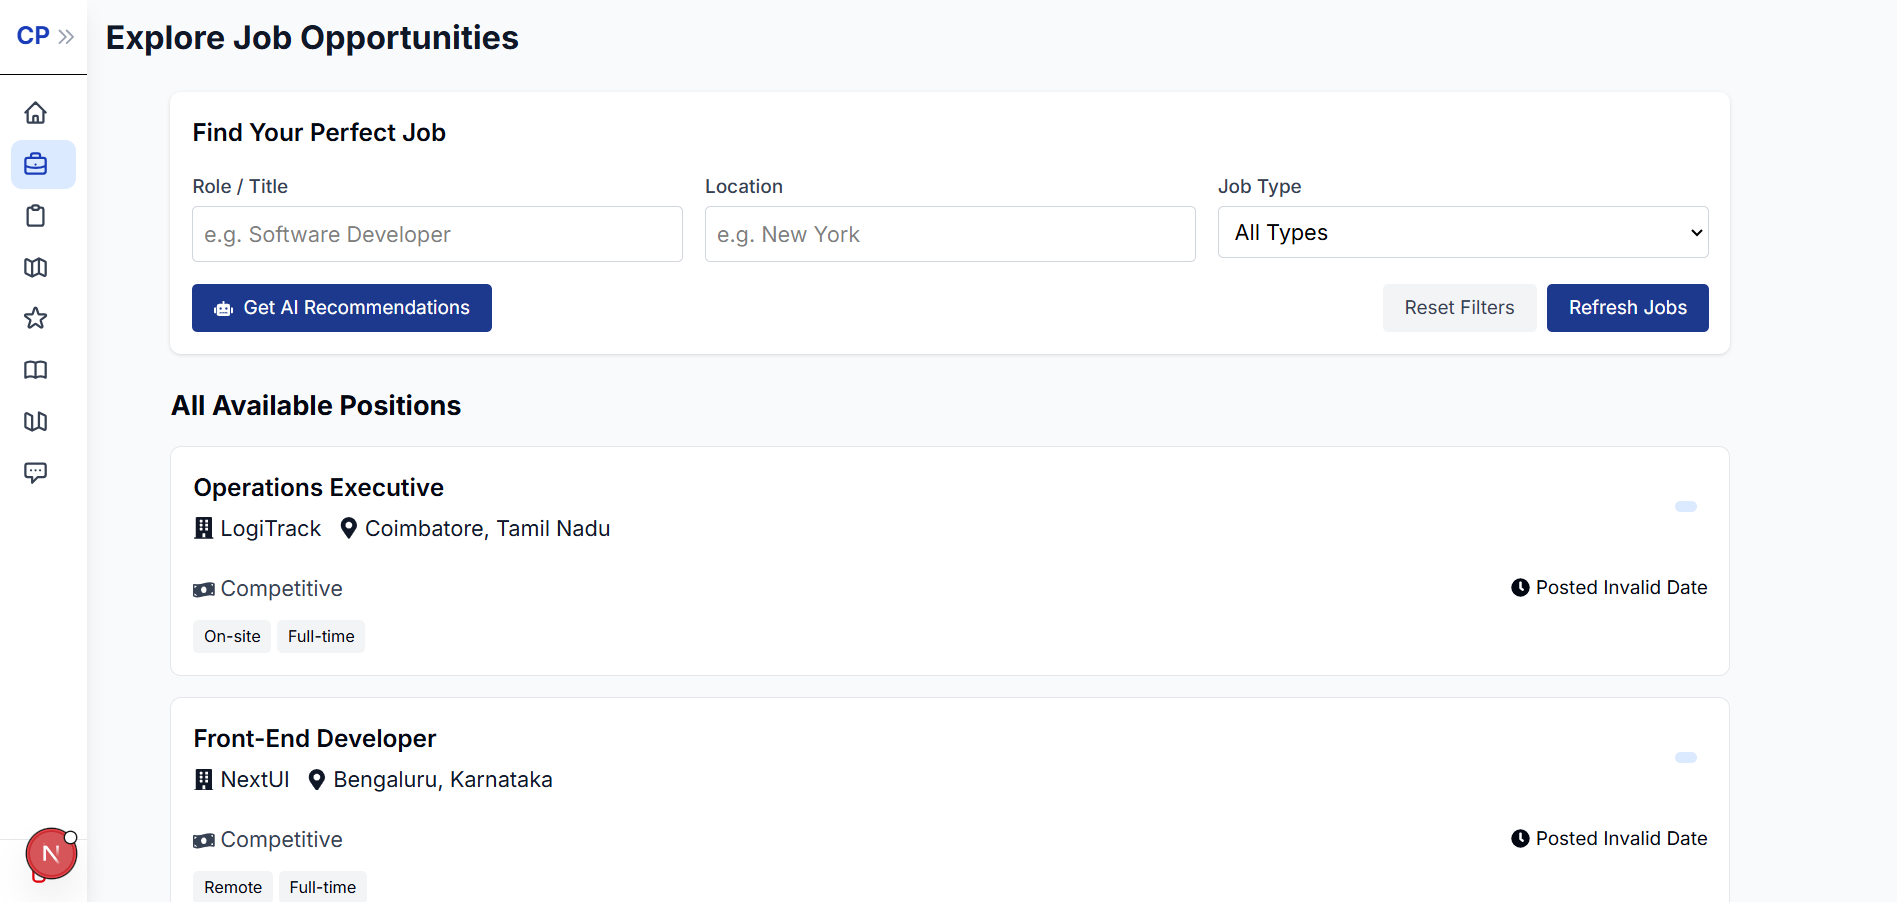 CP
Explore Job Opportunities
Find Your Perfect Job
Role / Title
Location
Job Type
e.g. Software Developer
e.g. New York
All Types
Get AI Recommendations
Reset Filters
Refresh Jobs
All Available Positions
Operations Executive
LogiTrack
Coimbatore, Tamil Nadu
Competitive
Posted Invalid Date
On-site
Full-time
Front-End Developer
NextUI
Bengaluru, Karnataka
Competitive
Posted Invalid Date
Remote
Full-time
N